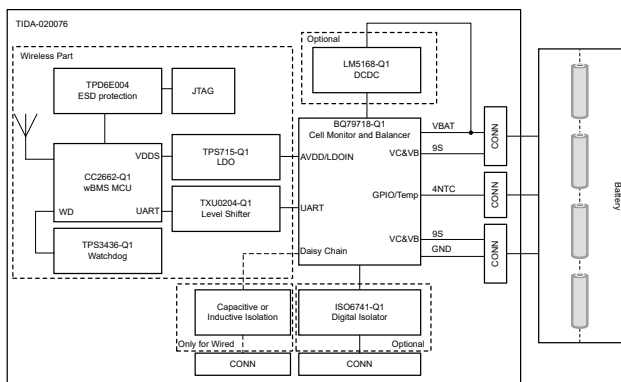 TIDA-020076
Optional
LM5168-Q1
DCDC
Wireless Part
TPD6E004
ESD protection
JTAG
BQ79718-Q1
Cell Monitor and Balancer
VBAT
CONN
VC&VB
9S
VDDS
TPS715-Q1
LDO
AVDD/LDOIN
CC2662-Q1
wBMS MCU
GPIO/Temp
4NTC
CONN
Battery
WD
UART
TXU0204-Q1
Level Shifter
UART
TPS3436-Q1
Watchdog
Daisy Chain
VC&VB
9S
GND
CONN
Capacitive or
Inductive Isolation
Only for Wired
ISO6741-Q1
Digital Isolator
Optional
CONN
CONN